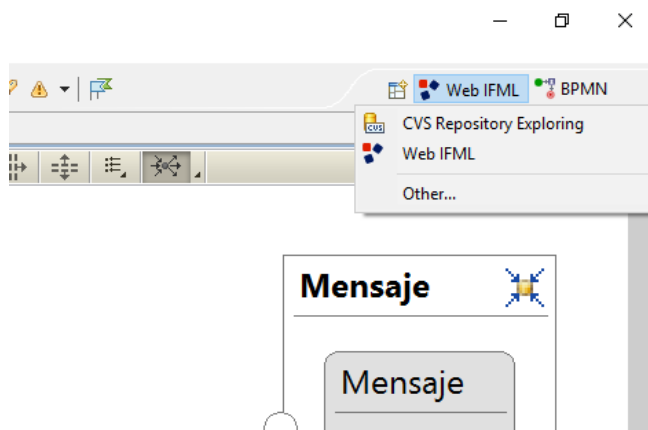 Web IFML BPMN
CVS Repository Exploring
Web IFML
Other...
Mensaje
Mensaje